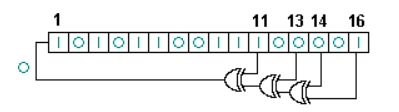 1 11 13 14 16
I O I O I I O O I I I O O O O I
O